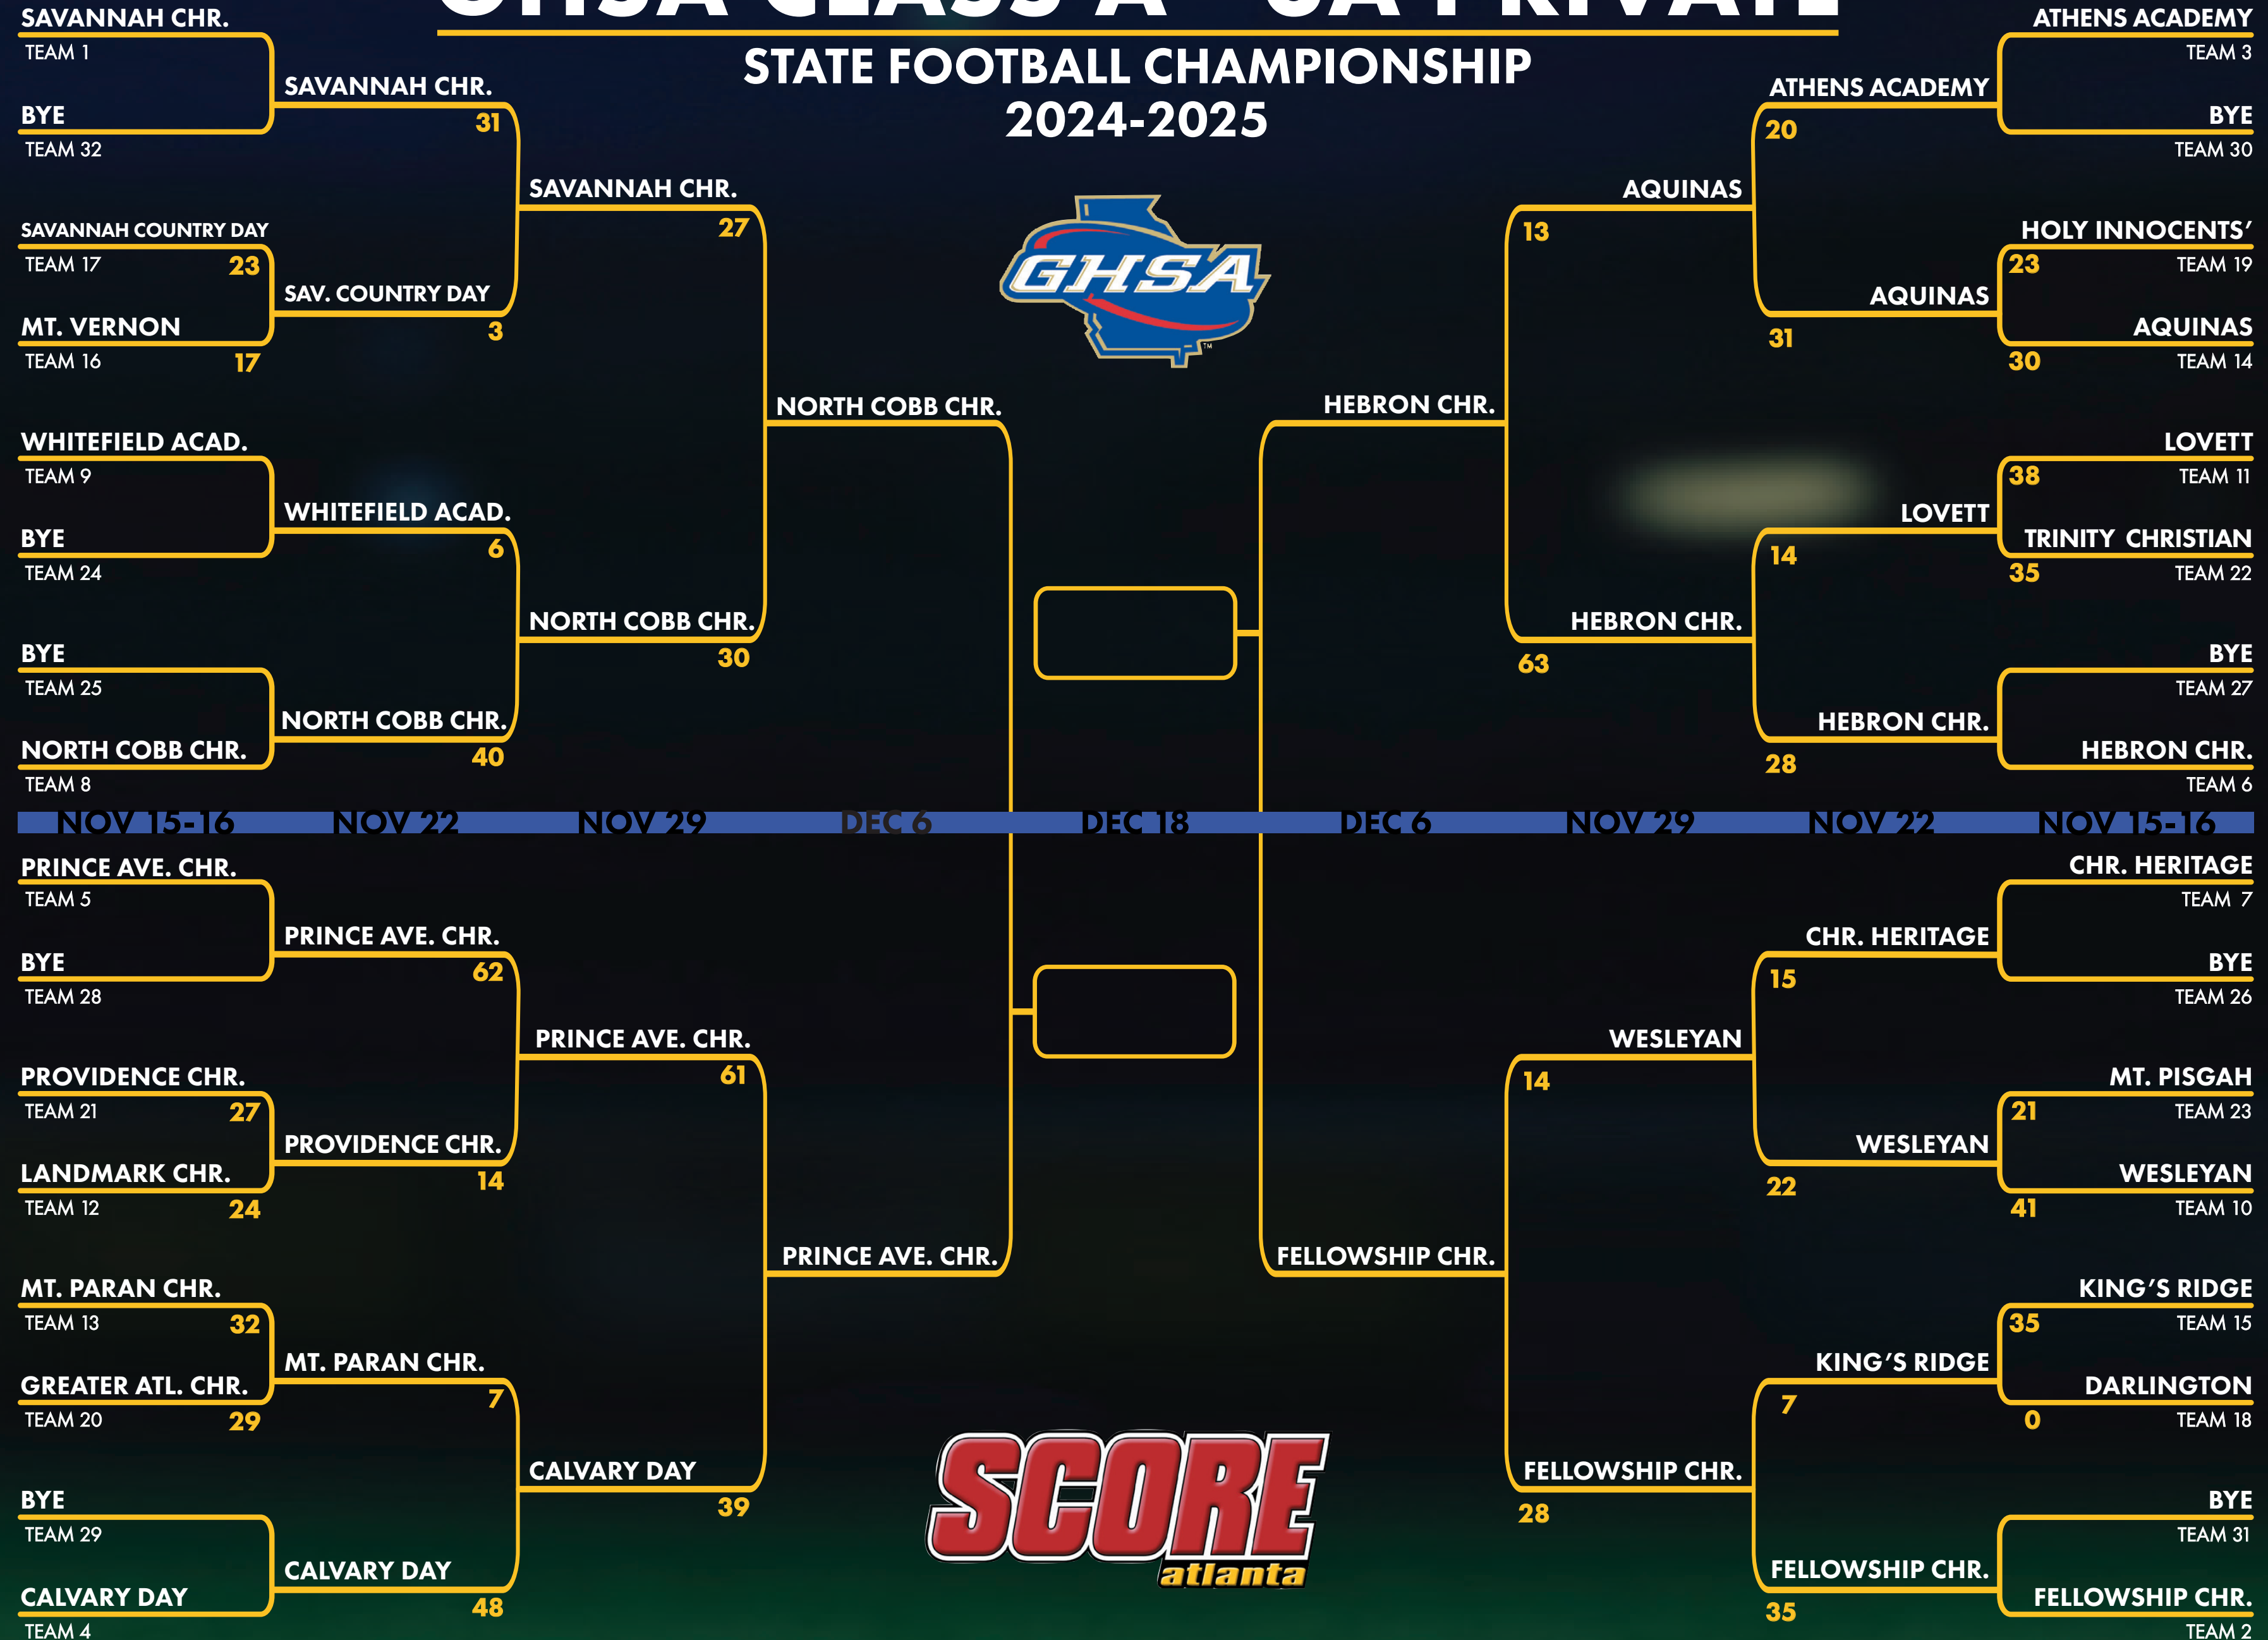 GHSA CLASS A - 3A PRIVATE
STATE FOOTBALL CHAMPIONSHIP
2024-2025
GHSA
TM
SAVANNAH CHR.
TEAM 1
BYE
TEAM 32
SAVANNAH COUNTRY DAY
TEAM 17
23
MT. VERNON
TEAM 16
17
WHITEFIELD ACAD.
TEAM 9
BYE
TEAM 24
BYE
TEAM 25
NORTH COBB CHR.
TEAM 8
SAVANNAH CHR.
31
SAV. COUNTRY DAY
3
WHITEFIELD ACAD.
6
NORTH COBB CHR.
40
SAVANNAH CHR.
27
NORTH COBB CHR.
30
NORTH COBB CHR.
HEBRON CHR.
AQUINAS
13
HEBRON CHR.
63
ATHENS ACADEMY
20
AQUINAS
31
LOVETT
14
HEBRON CHR.
28
ATHENS ACADEMY
TEAM 3
BYE
TEAM 30
HOLY INNOCENTS’
23
TEAM 19
AQUINAS
30
TEAM 14
LOVETT
38
TEAM 11
TRINITY CHRISTIAN
35
TEAM 22
BYE
TEAM 27
HEBRON CHR.
TEAM 6
NOV 15-16 NOV 22 NOV 29 DEC 6 DEC 18 DEC 6 NOV 29 NOV 22 NOV 15-16
PRINCE AVE. CHR.
TEAM 5
BYE
TEAM 28
PROVIDENCE CHR.
TEAM 21
27
LANDMARK CHR.
TEAM 12
24
MT. PARAN CHR.
TEAM 13
32
GREATER ATL. CHR.
TEAM 20
29
BYE
TEAM 29
CALVARY DAY
TEAM 4
PRINCE AVE. CHR.
62
PROVIDENCE CHR.
14
MT. PARAN CHR.
7
CALVARY DAY
48
PRINCE AVE. CHR.
61
CALVARY DAY
39
PRINCE AVE. CHR.
FELLOWSHIP CHR.
WESLEYAN
14
FELLOWSHIP CHR.
28
CHR. HERITAGE
15
WESLEYAN
22
KING’S RIDGE
7
FELLOWSHIP CHR.
35
CHR. HERITAGE
TEAM 7
BYE
TEAM 26
MT. PISGAH
21
TEAM 23
WESLEYAN
41
TEAM 10
KING’S RIDGE
35
TEAM 15
DARLINGTON
0
TEAM 18
BYE
TEAM 31
FELLOWSHIP CHR.
TEAM 2
SCORE
atlanta